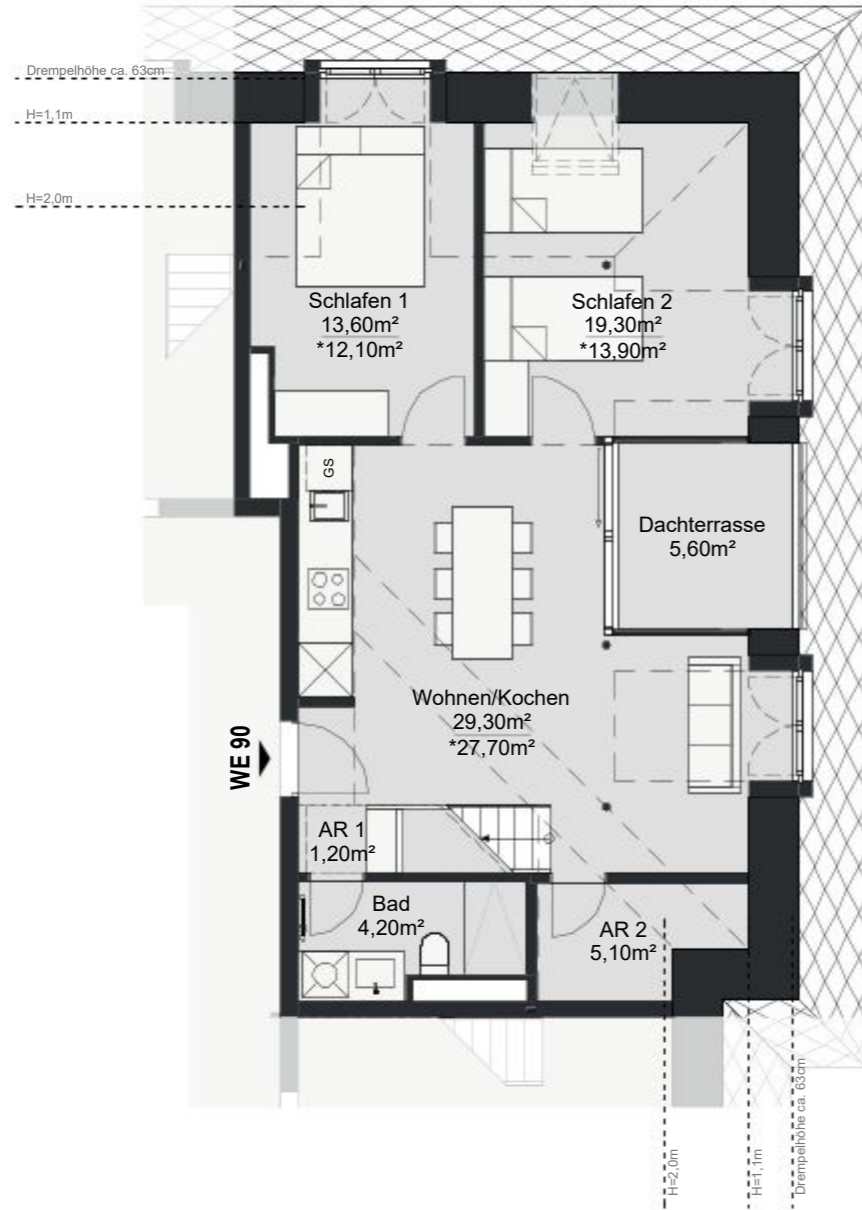 Drempelhöhe ca. 63cm
H=1,1m
H=2,0m
Schlafen 1
13,60m²
*12,10m²
Schlafen 2
19,30m²
*13,90m²
GS
Dachterrasse
5,60m²
Wohnen/Kochen
29,30m²
*27,70m²
WE 90
AR 1
1,20m²
Bad
4,20m²
AR 2
5,10m²
H=2,0m
H=1,1m
Drempelhöhe ca. 63cm